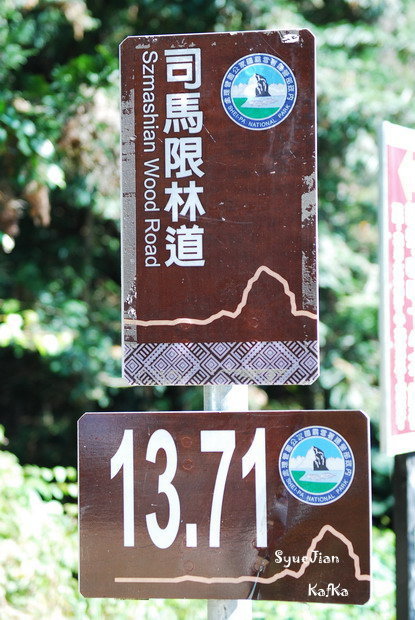 司馬限林道
Szmashian Wood Road
SHEI-PA NATIONAL PARK
13.71
SHEI-PA NATIONAL PARK
SyueJian
KaKa